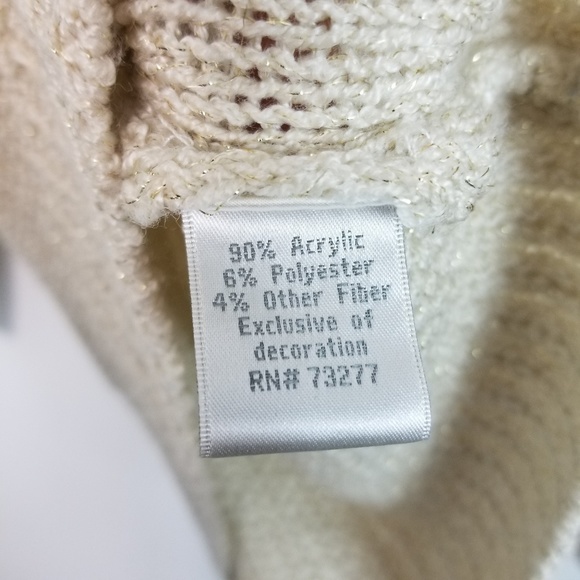 90% Acrylic
6% Polyester
4% Other Fiber
Exclusive of
decoration
RN# 73277